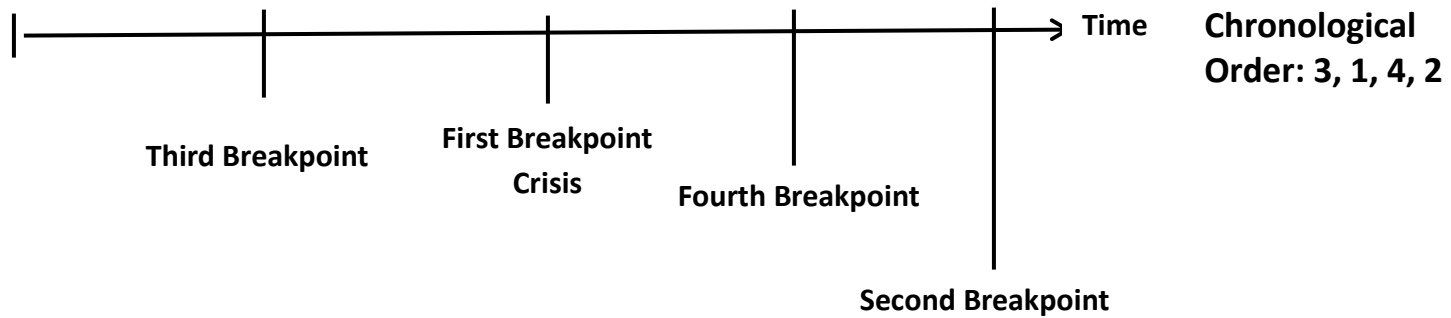 Time
Chronological
Order: 3, 1, 4, 2
Third Breakpoint
First Breakpoint
Crisis
Fourth Breakpoint
Second Breakpoint